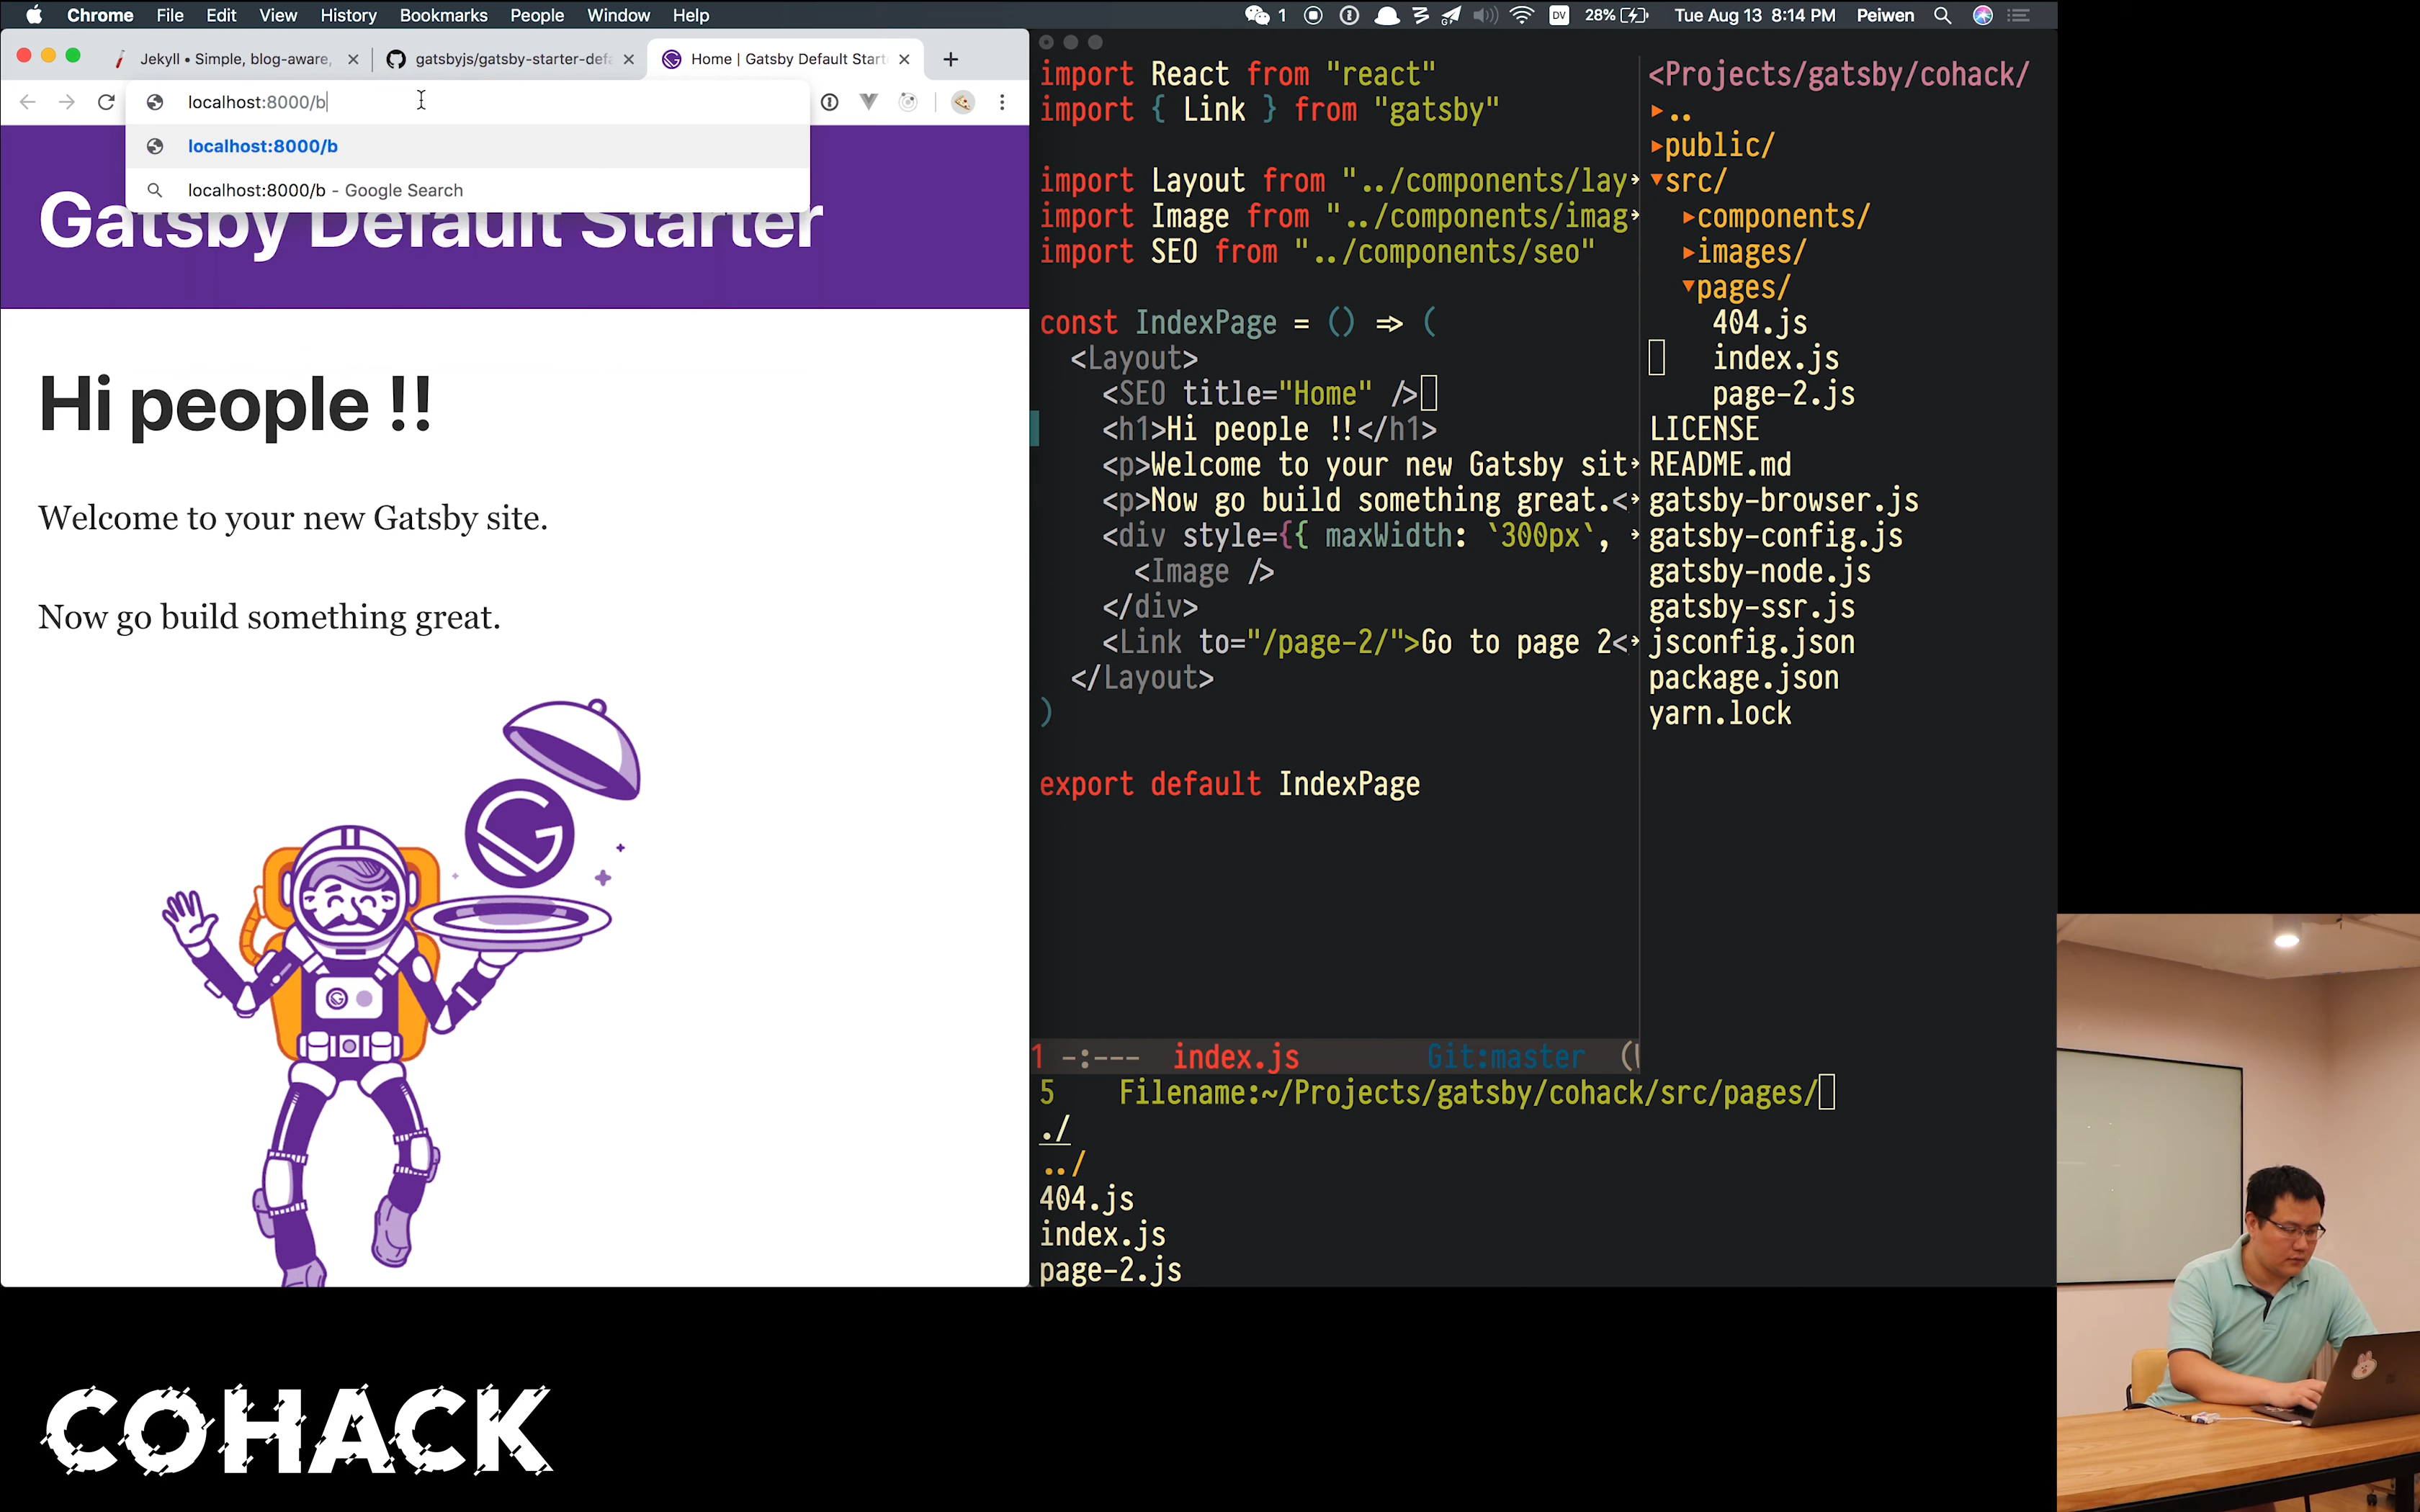 Chrome File Edit View History Bookmarks People Window Help
1 DV 28% Tue Aug 13 8:14 PM Peiwen
Jekyll • Simple, blog-aware,
gatsbyjs/gatsby-starter-defa
Home | Gatsby Default Start
localhost:8000/b
localhost:8000/b
localhost:8000/b - Google Search
Gatsby Default Starter
Hi people !!
Welcome to your new Gatsby site.
Now go build something great.
import React from "react"
import { Link } from "gatsby"
import Layout from "../components/lay
import Image from "../components/imag
import SEO from "../components/seo"
const IndexPage = () => (
<Layout>
<SEO title="Home" />
<h1>Hi people !!</h1>
<p>Welcome to your new Gatsby sit
<p>Now go build something great.<
<div style={{ maxWidth: `300px`,
<Image />
</div>
<Link to="/page-2/">Go to page 2<
</Layout>
)
export default IndexPage
<Projects/gatsby/cohack/
▸..
▸public/
▾src/
▸components/
▸images/
▾pages/
404.js
index.js
page-2.js
LICENSE
README.md
gatsby-browser.js
gatsby-config.js
gatsby-node.js
gatsby-ssr.js
jsconfig.json
package.json
yarn.lock
1 -:--- index.js Git:master (
5 Filename:~/Projects/gatsby/cohack/src/pages/
./
../
404.js
index.js
page-2.js
COHACK